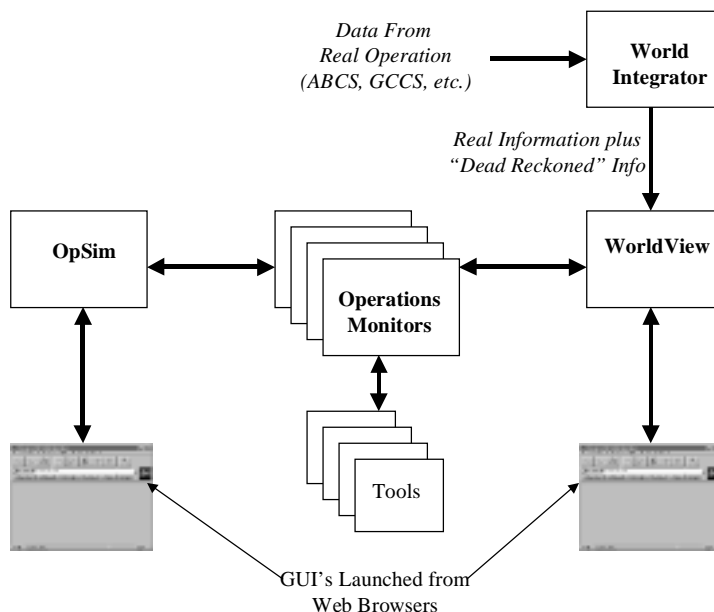 Data From
Real Operation
(ABCS, GCCS, etc.)
World
Integrator
Real Information plus
“Dead Reckoned” Info
OpSim
Operations
Monitors
WorldView
Tools
GUI's Launched from
Web Browsers